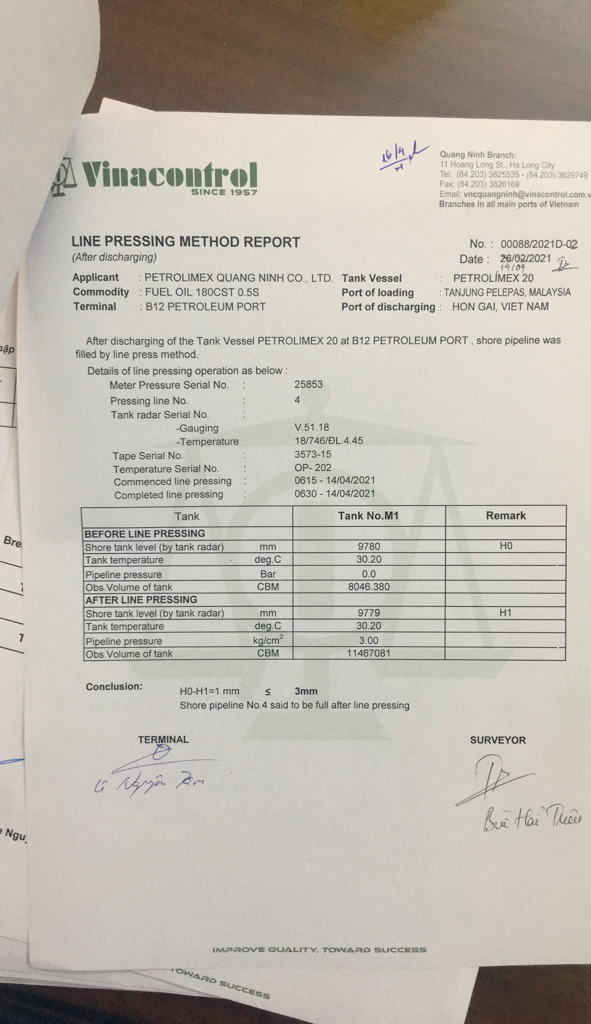 Vinacontrol
SINCE 1957
Quang Ninh Branch:
11 Hoang Long St., Ha Long City
Tel: (84.203) 3825535 - (84.203) 3629749
Fax: (84.203) 3826169
Email: vncquangninh@vinacontrol.com.v
Branches in all main ports of Vietnam
LINE PRESSING METHOD REPORT
(After discharging)
No. : 00088/2021D-02
Date : 26/02/2021
14/04
Applicant : PETROLIMEX QUANG NINH CO., LTD. Tank Vessel : PETROLIMEX 20
Commodity : FUEL OIL 180CST 0.5S Port of loading : TANJUNG PELEPAS, MALAYSIA
Terminal : B12 PETROLEUM PORT Port of discharging : HON GAI, VIET NAM
After discharging of the Tank Vessel PETROLIMEX 20 at B12 PETROLEUM PORT , shore pipeline was
filled by line press method.
Details of line pressing operation as below :
Meter Pressure Serial No. : 25853
Pressing line No. : 4
Tank radar Serial No. :
-Gauging V.51.18
-Temperature 18/746/ĐL.4.45
Tape Serial No. : 3573-15
Temperature Serial No. : OP- 202
Commenced line pressing : 0615 - 14/04/2021
Completed line pressing : 0630 - 14/04/2021
Tank Tank No.M1 Remark
BEFORE LINE PRESSING
Shore tank level (by tank radar) mm 9780 H0
Tank temperature deg.C 30.20
Pipeline pressure Bar 0.0
Obs.Volume of tank CBM 8046.380
AFTER LINE PRESSING
Shore tank level (by tank radar) mm 9779 H1
Tank temperature deg.C 30.20
Pipeline pressure kg/cm² 3.00
Obs.Volume of tank CBM 11467081
Conclusion: H0-H1=1 mm ≤ 3mm
Shore pipeline No.4 said to be full after line pressing
TERMINAL SURVEYOR
Bùi Hải Triều
IMPROVE QUALITY, TOWARD SUCCESS
TOWARD SUCCESS
hập
Bre
Ngu